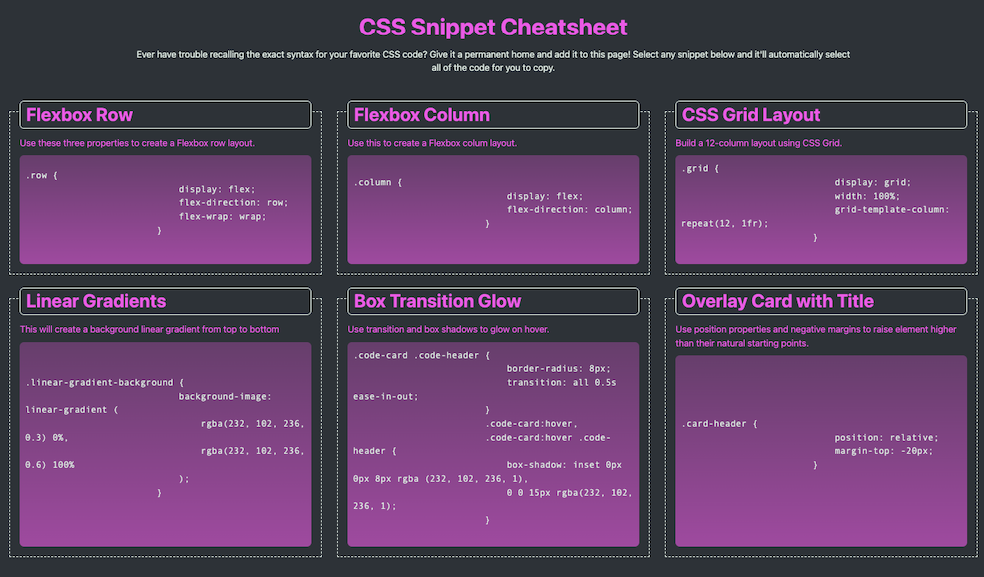 CSS Snippet Cheatsheet
Ever have trouble recalling the exact syntax for your favorite CSS code? Give it a permanent home and add it to this page! Select any snippet below and it'll automatically select
all of the code for you to copy.
Flexbox Row
Use these three properties to create a Flexbox row layout.
.row {
display: flex;
flex-direction: row;
flex-wrap: wrap;
}
Flexbox Column
Use this to create a Flexbox colum layout.
.column {
display: flex;
flex-direction: column;
}
CSS Grid Layout
Build a 12-column layout using CSS Grid.
.grid {
display: grid;
width: 100%;
grid-template-column:
repeat(12, 1fr);
}
Linear Gradients
This will create a background linear gradient from top to bottom
.linear-gradient-background {
background-image:
linear-gradient (
rgba(232, 102, 236,
0.3) 0%,
rgba(232, 102, 236,
0.6) 100%
);
}
Box Transition Glow
Use transition and box shadows to glow on hover.
.code-card .code-header {
border-radius: 8px;
transition: all 0.5s
ease-in-out;
}
.code-card:hover,
.code-card:hover .code-
header {
box-shadow: inset 0px
0px 8px rgba (232, 102, 236, 1),
0 0 15px rgba(232, 102,
236, 1);
}
Overlay Card with Title
Use position properties and negative margins to raise element higher
than their natural starting points.
.card-header {
position: relative;
margin-top: -20px;
}